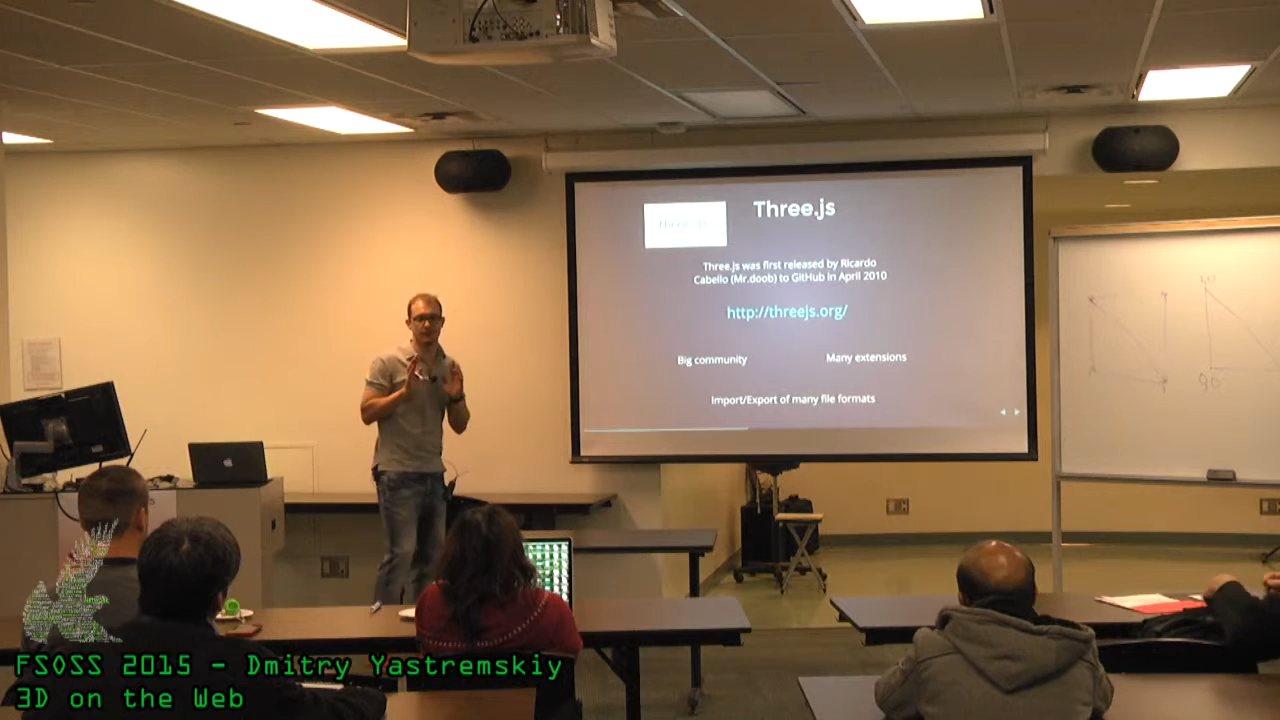 Three.js
Three.js was first released by Ricardo
Cabello (Mr.doob) to GitHub in April 2010
http://threejs.org/
Big community
Many extensions
Import/Export of many file formats
90
FSOSS 2015 - Dmitry Yastremskiy
3D on the Web